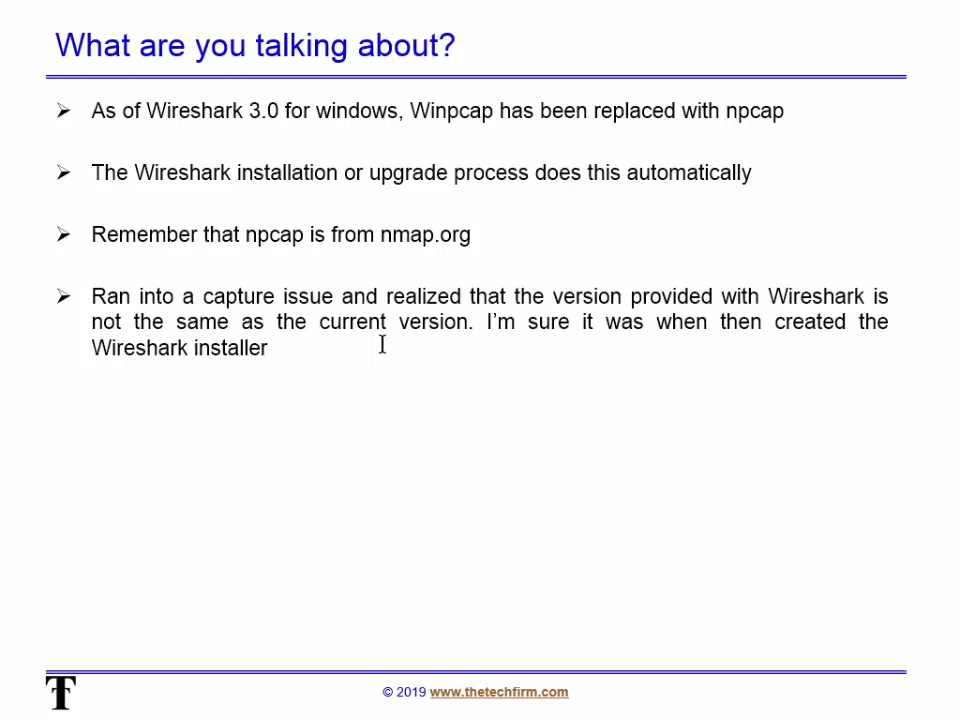 What are you talking about?
As of Wireshark 3.0 for windows, Winpcap has been replaced with npcap
The Wireshark installation or upgrade process does this automatically
Remember that npcap is from nmap.org
Ran into a capture issue and realized that the version provided with Wireshark is
not the same as the current version. I’m sure it was when then created the
Wireshark installer
© 2019 www.thetechfirm.com